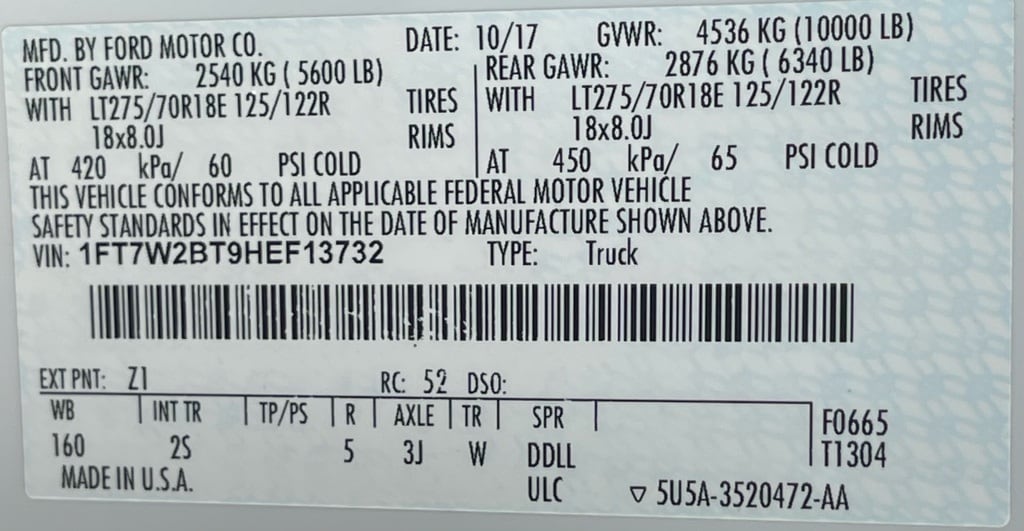 MFD. BY FORD MOTOR CO. DATE: 10/17 GVWR: 4536 KG (10000 LB)
FRONT GAWR: 2540 KG ( 5600 LB) REAR GAWR: 2876 KG ( 6340 LB)
WITH LT275/70R18E 125/122R TIRES WITH LT275/70R18E 125/122R TIRES
18x8.0J RIMS 18x8.0J RIMS
AT 420 kPa/ 60 PSI COLD AT 450 kPa/ 65 PSI COLD
THIS VEHICLE CONFORMS TO ALL APPLICABLE FEDERAL MOTOR VEHICLE
SAFETY STANDARDS IN EFFECT ON THE DATE OF MANUFACTURE SHOWN ABOVE.
VIN: 1FT7W2BT9HEF13732 TYPE: Truck
EXT PNT: Z1 RC: 52 DSO:
WB INT TR TP/PS R AXLE TR SPR F0665
160 2S 5 3J W DDLL T1304
MADE IN U.S.A. ULC ▽ 5U5A-3520472-AA